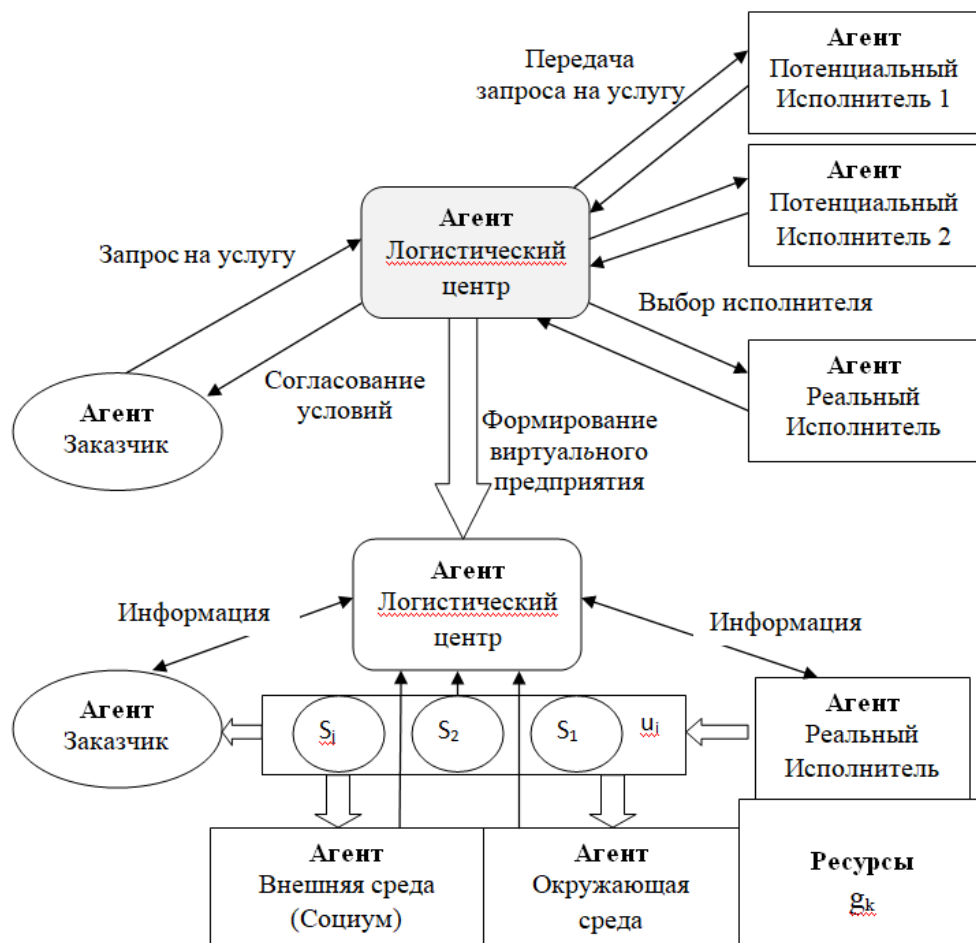 Агент
Потенциальный
Исполнитель 1
Передача
запроса на услугу
Агент
Потенциальный
Исполнитель 2
Агент
Логистический
центр
Запрос на услугу
Выбор исполнителя
Согласование
условий
Агент
Реальный
Исполнитель
Агент
Заказчик
Формирование
виртуального
предприятия
Агент
Логистический
центр
Информация
Информация
Агент
Заказчик
Sj
S2
S1
ui
Агент
Реальный
Исполнитель
Агент
Внешняя среда
(Социум)
Агент
Окружающая
среда
Ресурсы
gk